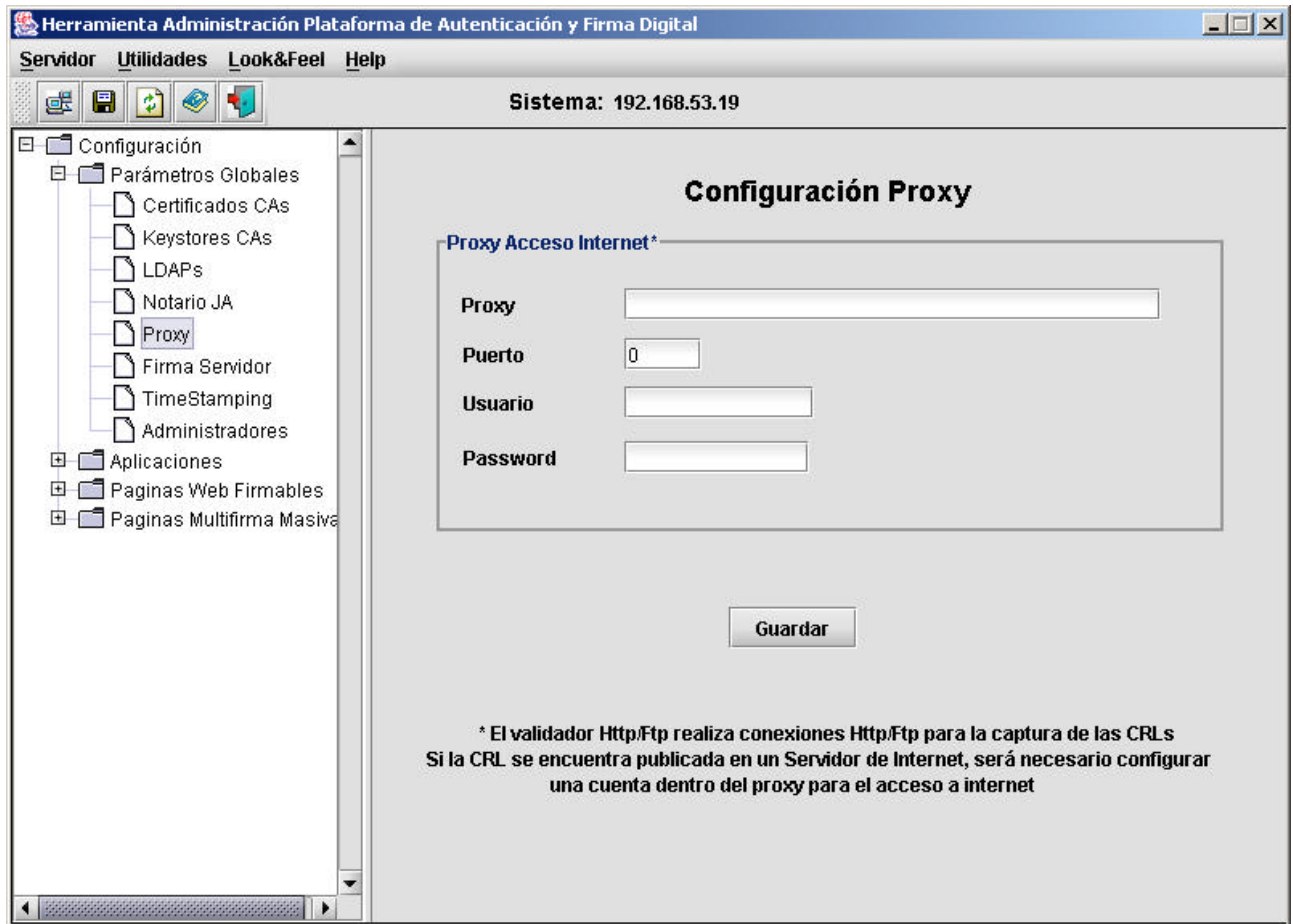 Herramienta Administración Plataforma de Autenticación y Firma Digital
Servidor Utilidades Look&Feel Help
Sistema: 192.168.53.19
Configuración
Parámetros Globales
Certificados CAs
Keystores CAs
LDAPs
Notario JA
Proxy
Firma Servidor
TimeStamping
Administradores
Aplicaciones
Paginas Web Firmables
Paginas Multifirma Masiva
Configuración Proxy
Proxy Acceso Internet*
Proxy
Puerto 0
Usuario
Password
Guardar
* El validador Http/Ftp realiza conexiones Http/Ftp para la captura de las CRLs
Si la CRL se encuentra publicada en un Servidor de Internet, será necesario configurar
una cuenta dentro del proxy para el acceso a internet